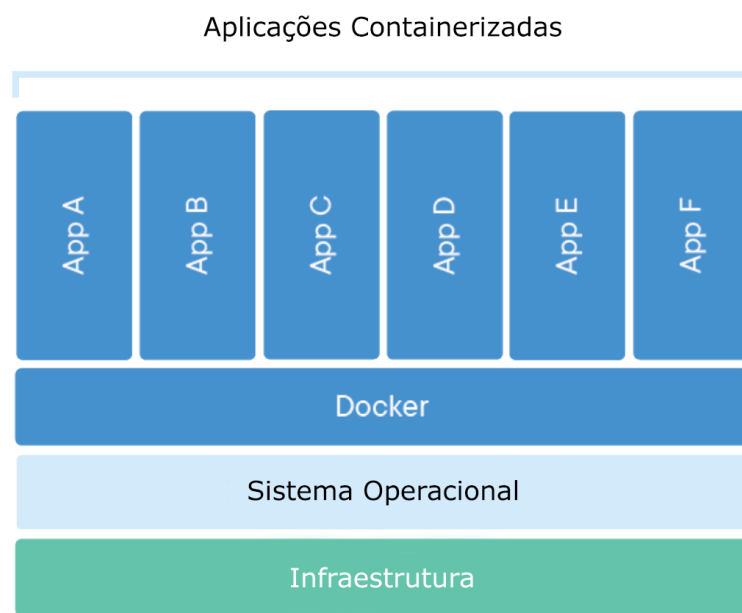 Aplicações Containerizadas
App A
App B
App C
App D
App E
App F
Docker
Sistema Operacional
Infraestrutura